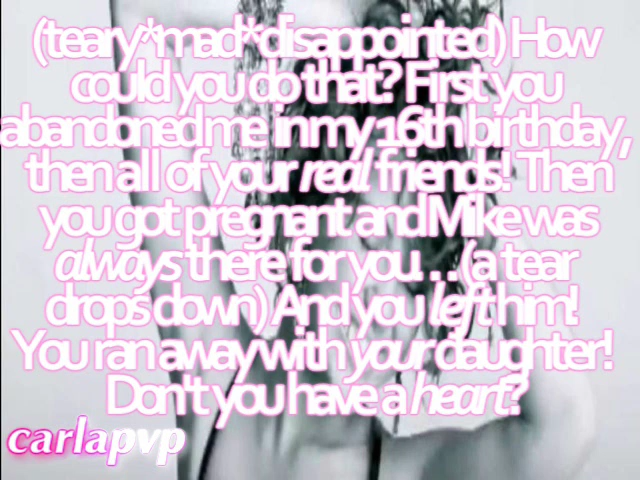 (teary*mad*disappointed) How
could you do that? First you
abandoned me in my 16th birthday,
then all of your real friends! Then
you got pregnant and Mike was
always there for you. . . (a tear
drops down) And you left him!
You ran away with your daughter!
Don't you have a heart?
carlapvp